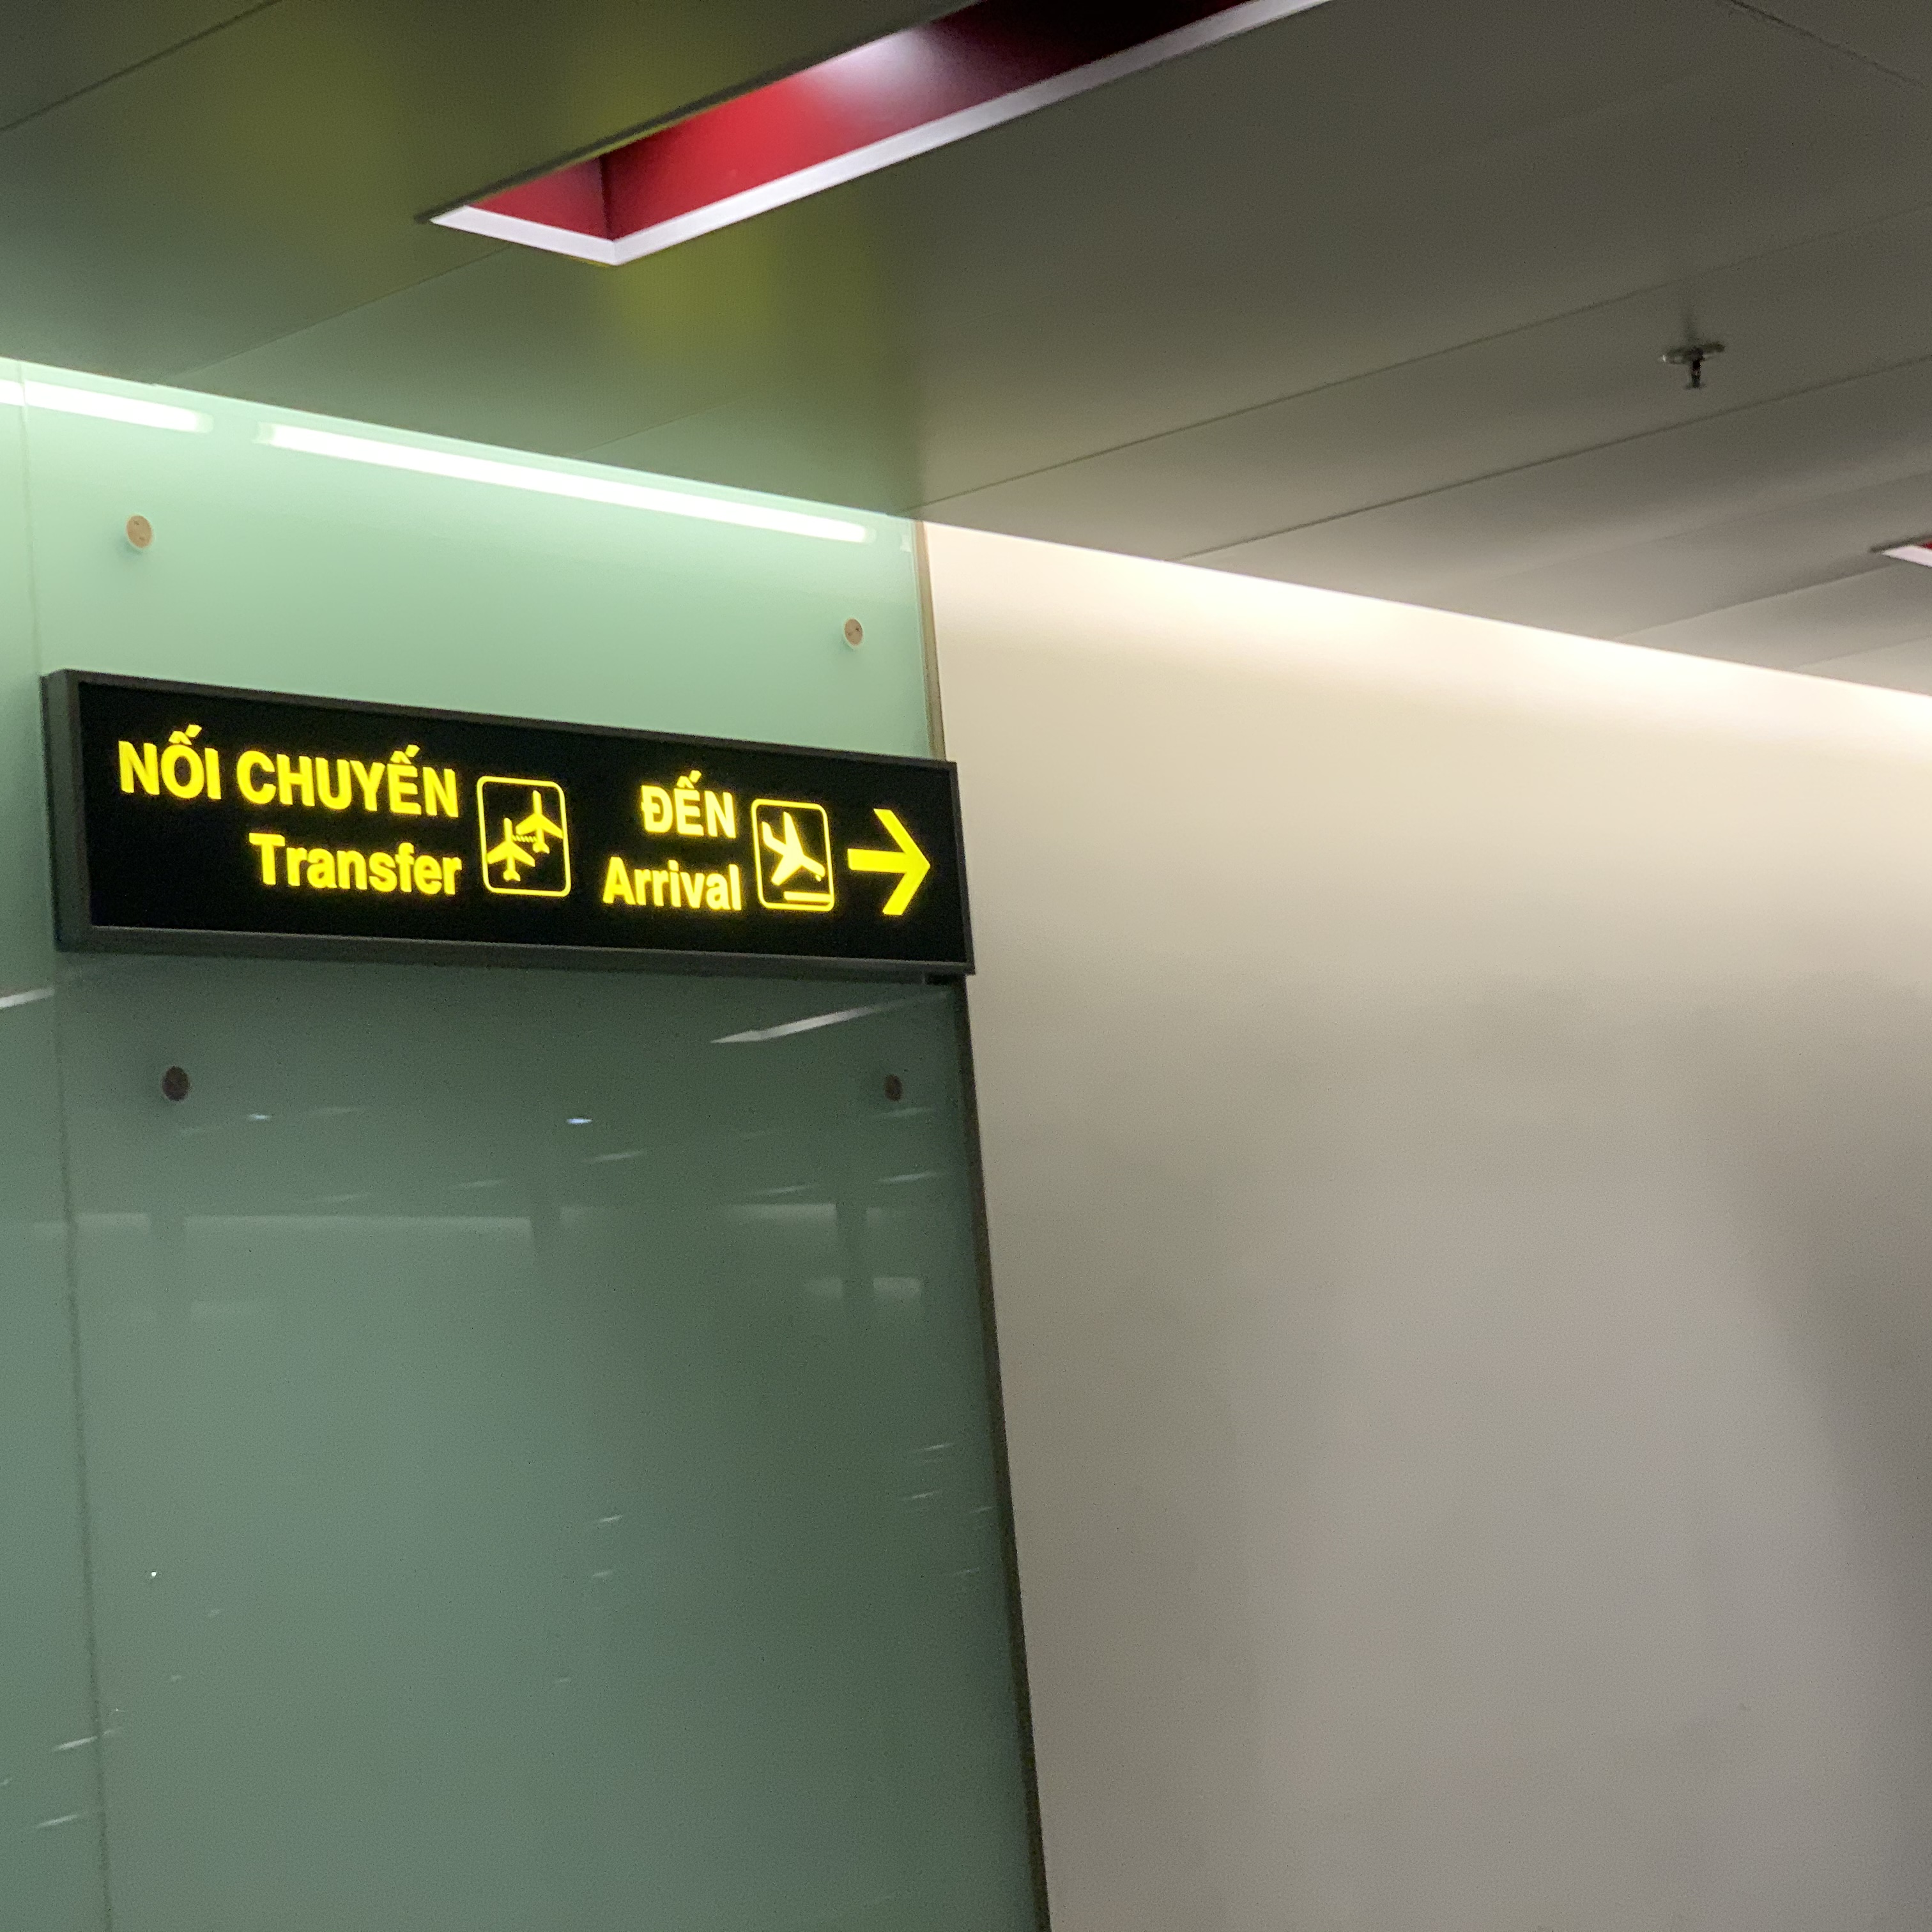 NỐI CHUYẾN
Transfer
ĐẾN
Arrival